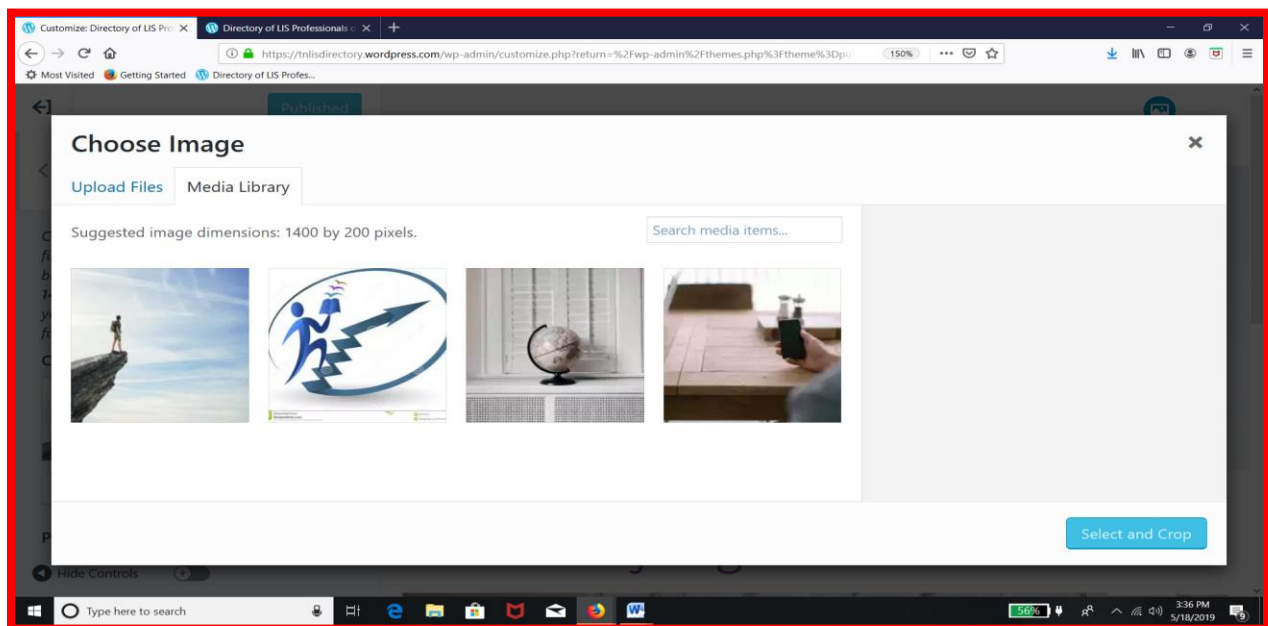 Customize: Directory of LIS Pro
Directory of LIS Professionals o
https://tnlisdirectory.wordpress.com/wp-admin/customize.php?return=%2Fwp-admin%2Fthemes.php%3Ftheme%3Dpu
150%
Most Visited
Getting Started
Directory of LIS Profes...
Published
Choose Image
Upload Files
Media Library
Suggested image dimensions: 1400 by 200 pixels.
Search media items...
Select and Crop
Hide Controls
Type here to search
56%
3:36 PM
5/18/2019